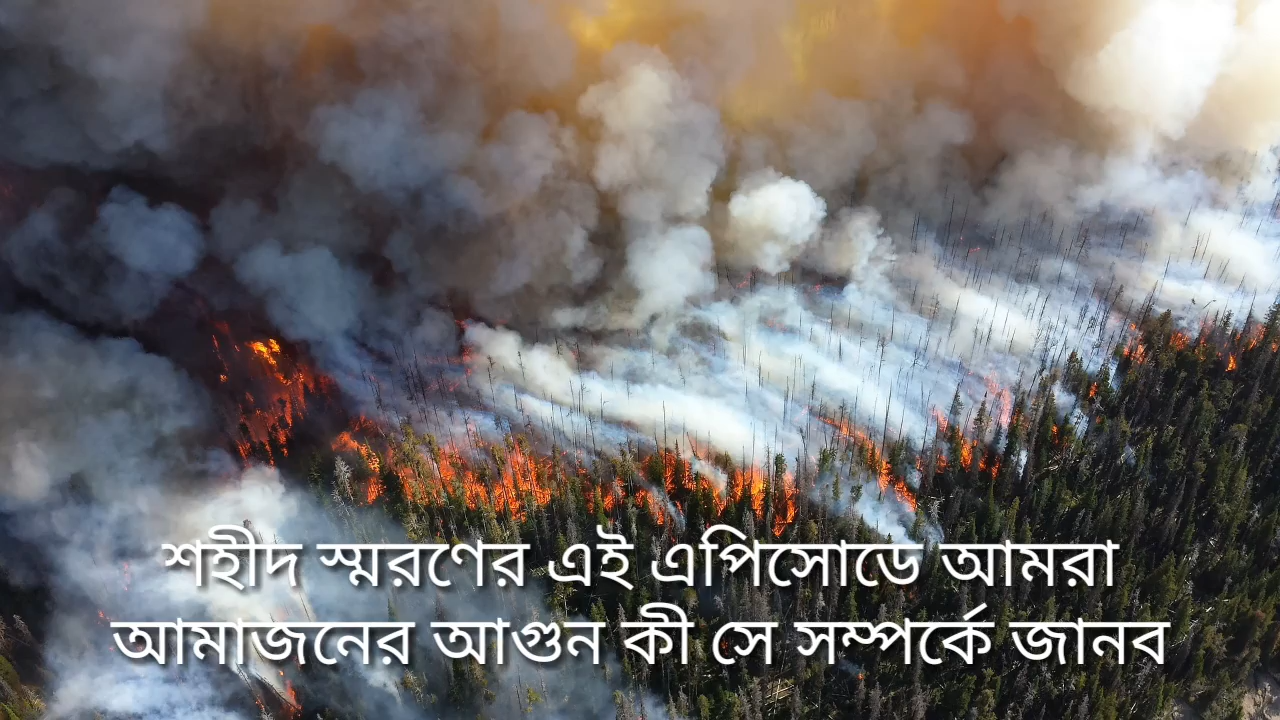 শহীদ স্মরণের এই এপিসোডে আমরা
আমাজনের আগুন কী সে সম্পর্কে জানব